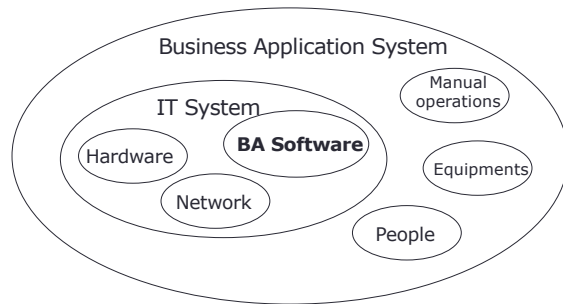 Business Application System
IT System
Manual
operations
Hardware
BA Software
Equipments
Network
People